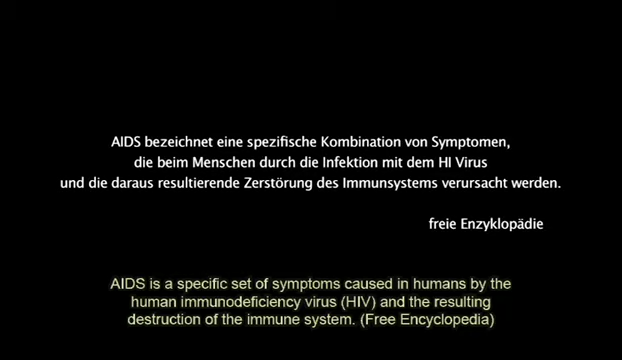 AIDS bezeichnet eine spezifische Kombination von Symptomen,
die beim Menschen durch die Infektion mit dem HI Virus
und die daraus resultierende Zerstörung des Immunsystems verursacht werden.
freie Enzyklopädie
AIDS is a specific set of symptoms caused in humans by the
human immunodeficiency virus (HIV) and the resulting
destruction of the immune system. (Free Encyclopedia)